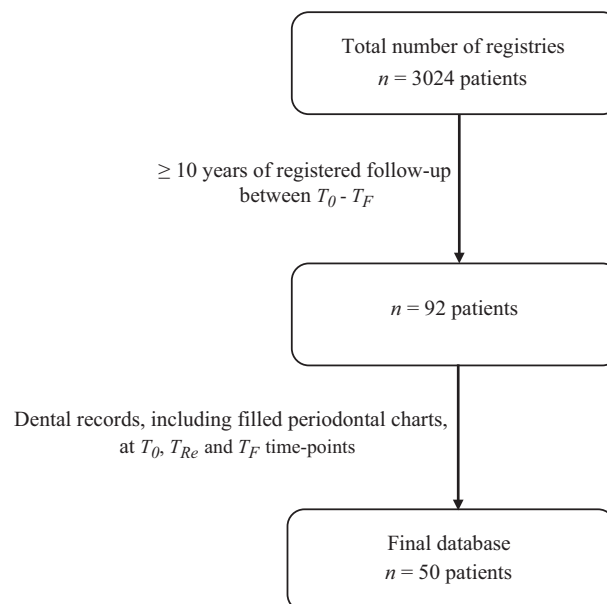 Total number of registries
n = 3024 patients
≥ 10 years of registered follow-up
between T0 - TF
n = 92 patients
Dental records, including filled periodontal charts,
at T0, TRe and TF time-points
Final database
n = 50 patients